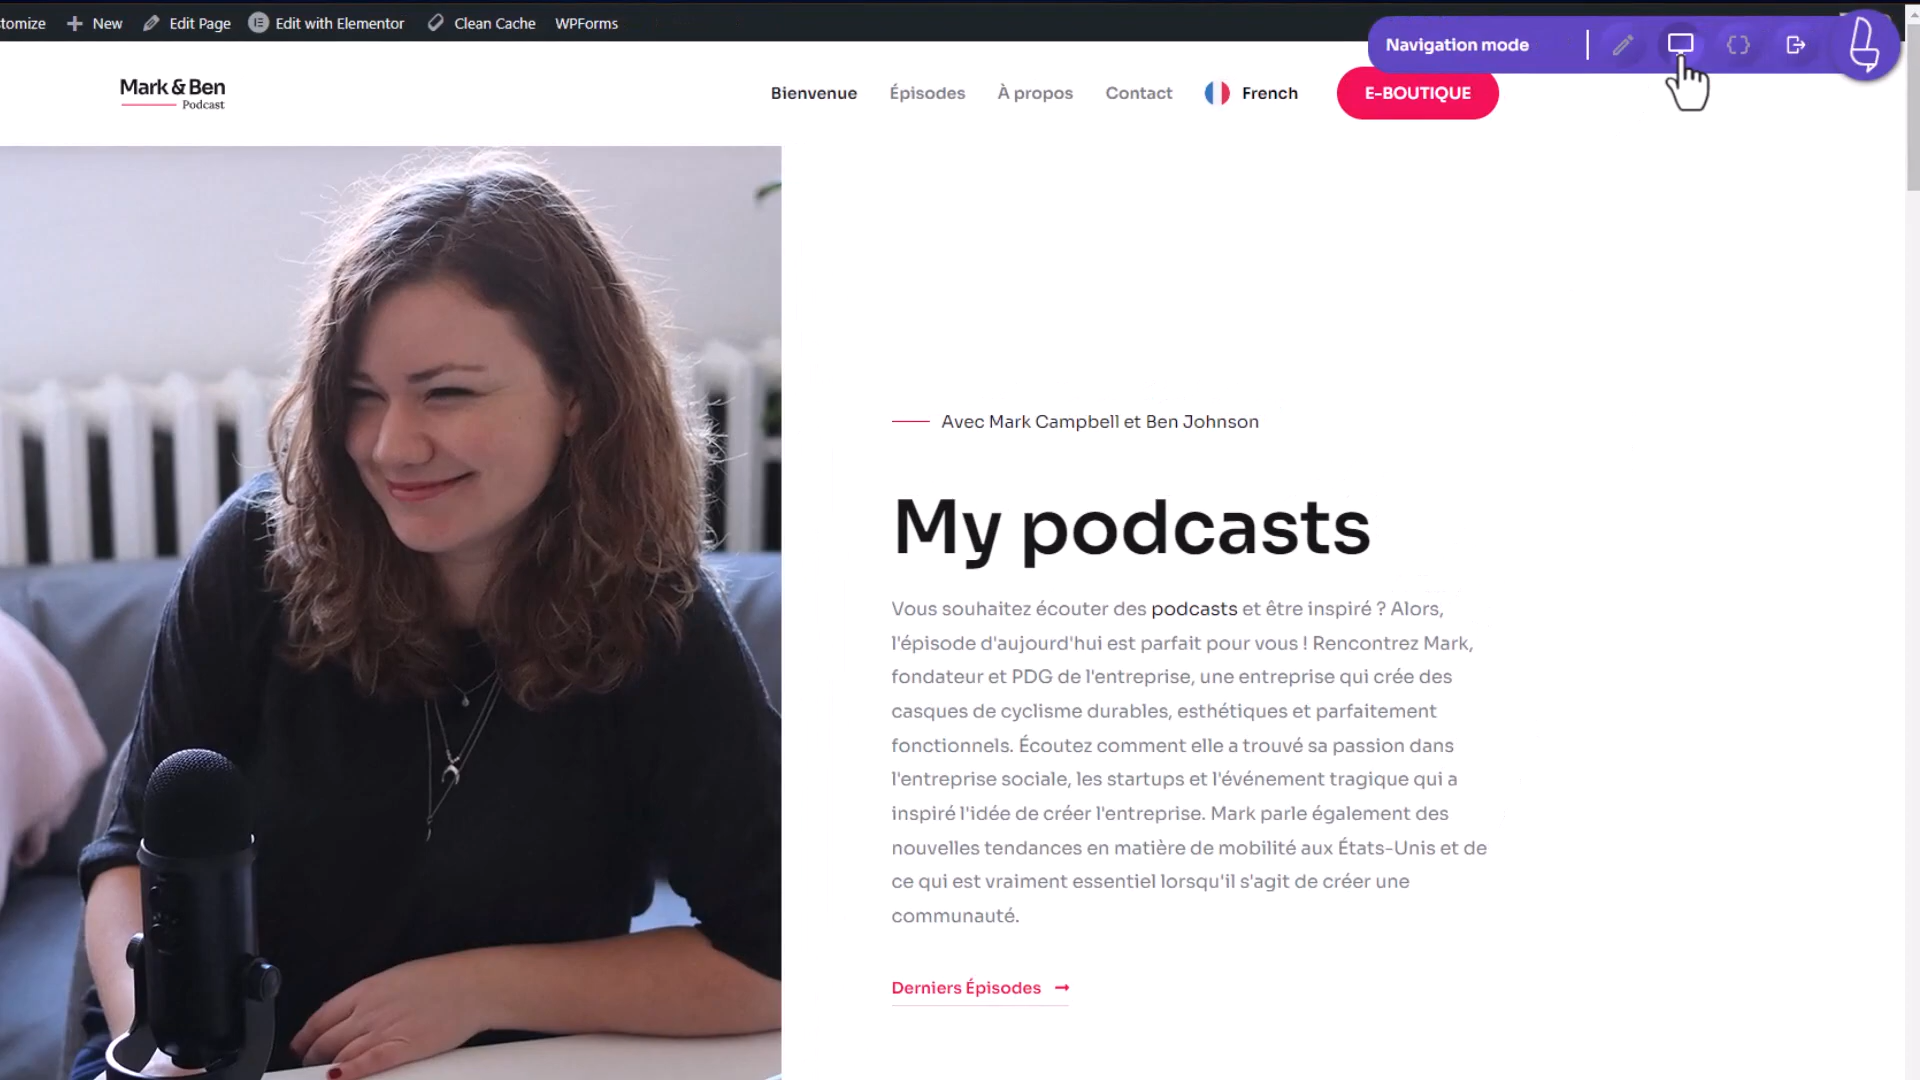 tomize New Edit Page Edit with Elementor Clean Cache WPForms
Navigation mode
Mark & Ben
Podcast
Bienvenue Épisodes À propos Contact French E-BOUTIQUE
Avec Mark Campbell et Ben Johnson
My podcasts
Vous souhaitez écouter des podcasts et être inspiré ? Alors,
l'épisode d'aujourd'hui est parfait pour vous ! Rencontrez Mark,
fondateur et PDG de l'entreprise, une entreprise qui crée des
casques de cyclisme durables, esthétiques et parfaitement
fonctionnels. Écoutez comment elle a trouvé sa passion dans
l'entreprise sociale, les startups et l'événement tragique qui a
inspiré l'idée de créer l'entreprise. Mark parle également des
nouvelles tendances en matière de mobilité aux États-Unis et de
ce qui est vraiment essentiel lorsqu'il s'agit de créer une
communauté.
Derniers Épisodes